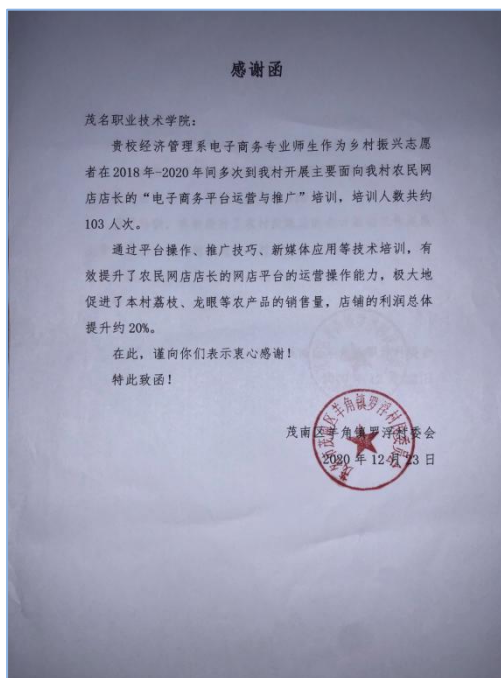 感谢函
茂名职业技术学院：
贵校经济管理系电子商务专业师生作为乡村振兴志愿
者在2018年-2020年间多次到我村开展主要面向我村农民网
店店长的“电子商务平台运营与推广”培训，培训人数共约
103人次。
通过平台操作、推广技巧、新媒体应用等技术培训，有
效提升了农民网店店长的网店平台的运营操作能力，极大地
促进了本村荔枝、龙眼等农产品的销售量，店铺的利润总体
提升约20%。
在此，谨向你们表示衷心感谢！
特此致函！
茂南区羊角镇罗浮村委会
2020年12月23日